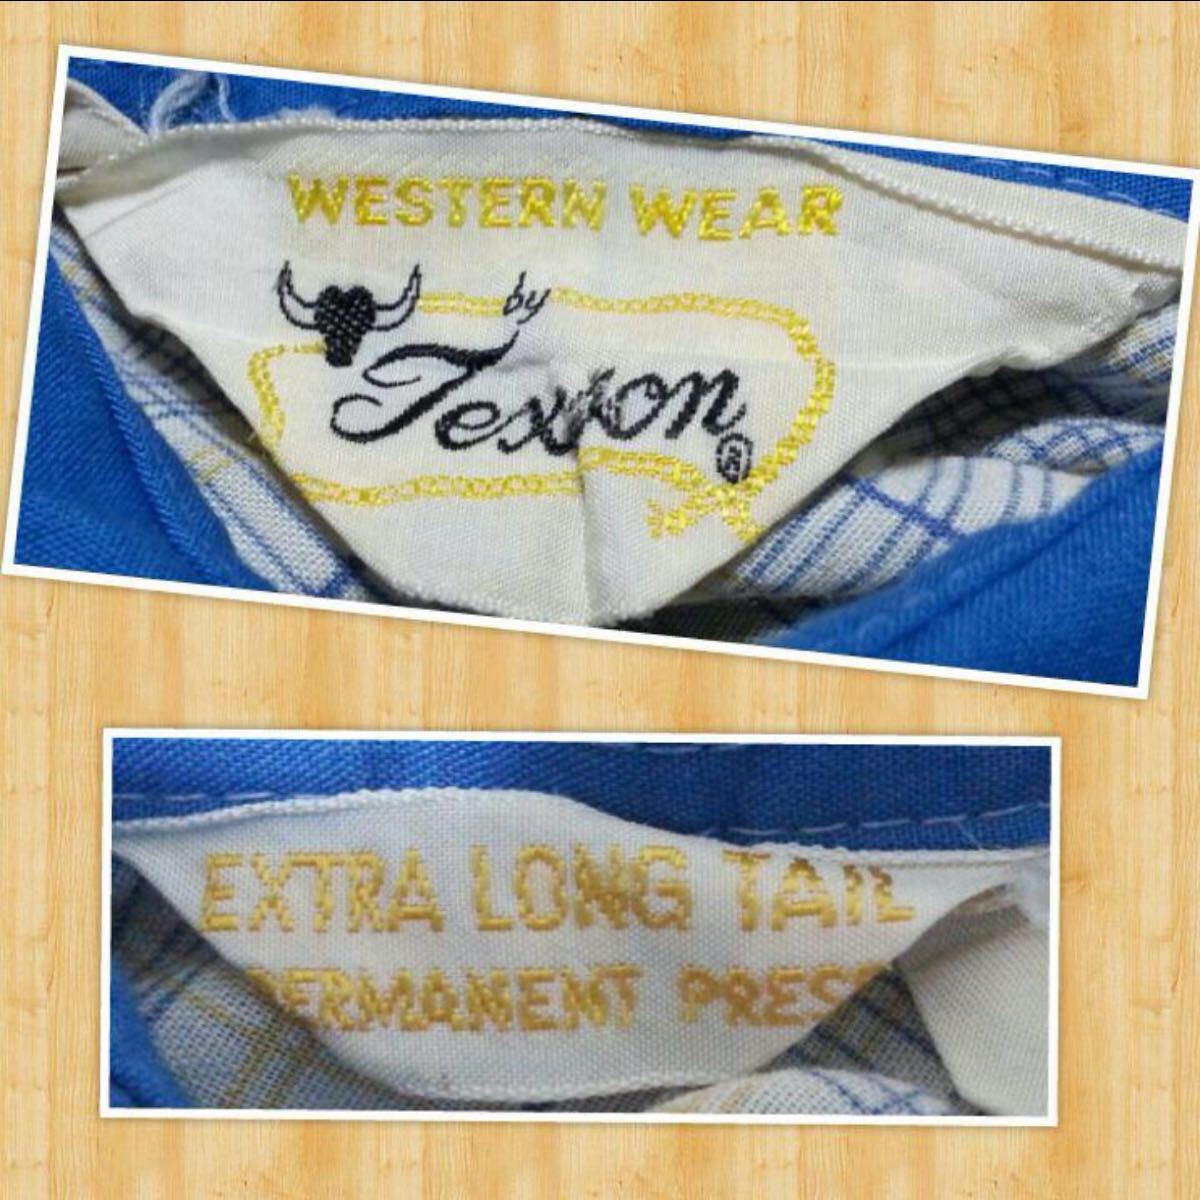 WESTERN WEAR
by
Texson®
EXTRA LONG TAIL
PERMANENT PRESS